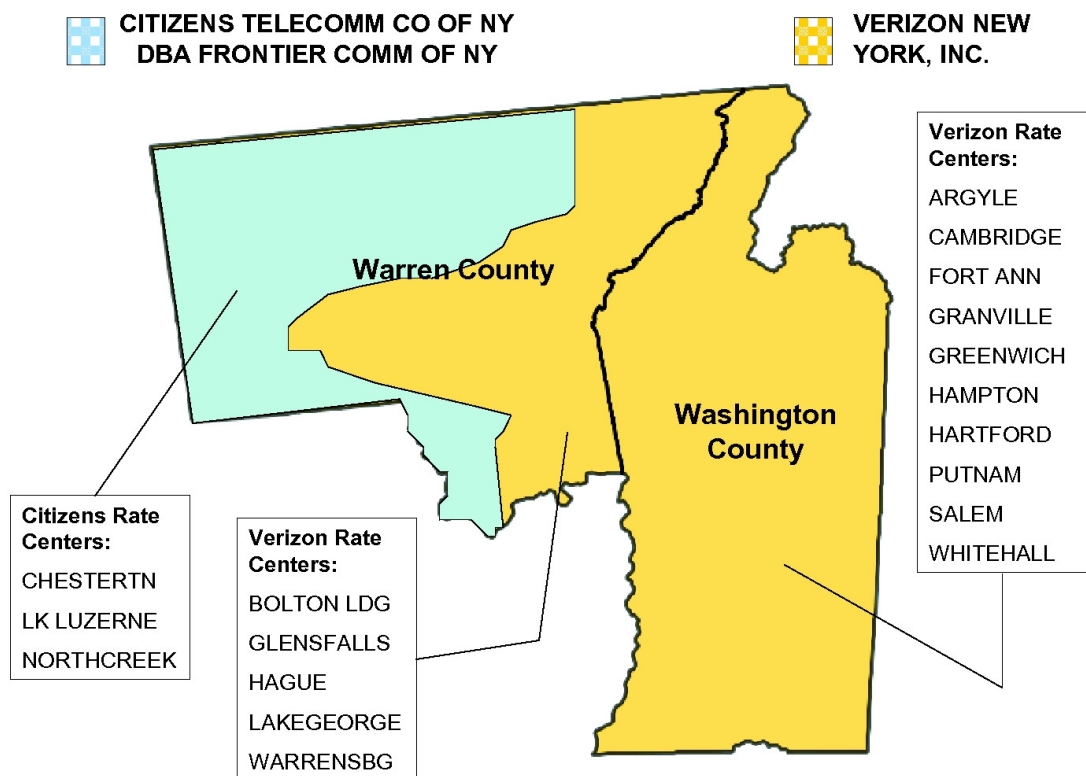 CITIZENS TELECOMM CO OF NY
DBA FRONTIER COMM OF NY
VERIZON NEW
YORK, INC.
Warren County
Washington
County
Verizon Rate
Centers:
ARGYLE
CAMBRIDGE
FORT ANN
GRANVILLE
GREENWICH
HAMPTON
HARTFORD
PUTNAM
SALEM
WHITEHALL
Citizens Rate
Centers:
CHESTERTN
LK LUZERNE
NORTHCREEK
Verizon Rate
Centers:
BOLTON LDG
GLENSFALLS
HAGUE
LAKEGEORGE
WARRENSBG